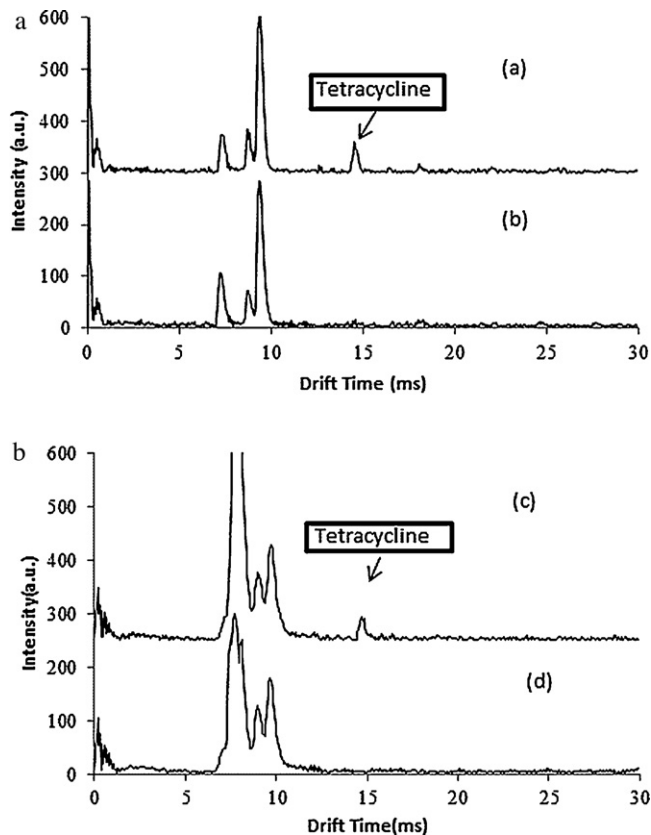 a
600
500
400
300
200
100
0
Intensity (a.u.)
Tetracycline
(a)
(b)
0 5 10 15 20 25 30
Drift Time (ms)
b
600
500
400
300
200
100
0
Intensity(a.u.)
Tetracycline
(c)
(d)
0 5 10 15 20 25 30
Drift Time(ms)